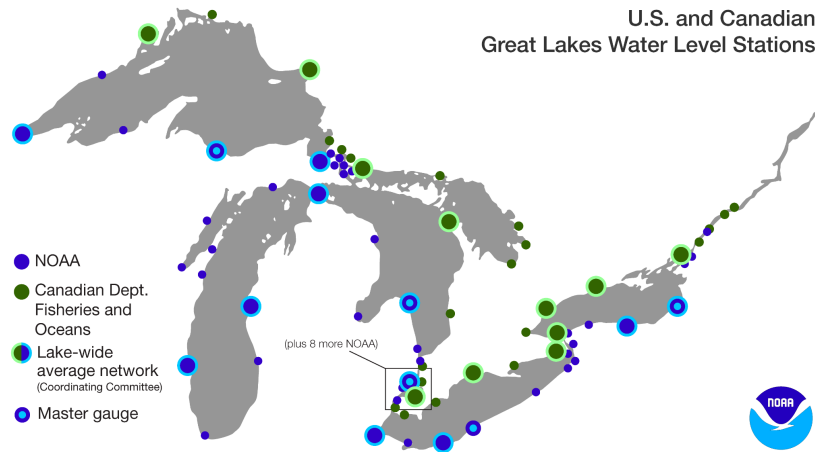 U.S. and Canadian
Great Lakes Water Level Stations
NOAA
Canadian Dept.
Fisheries and
Oceans
Lake-wide
average network
(Coordinating Committee)
Master gauge
(plus 8 more NOAA)
NOAA